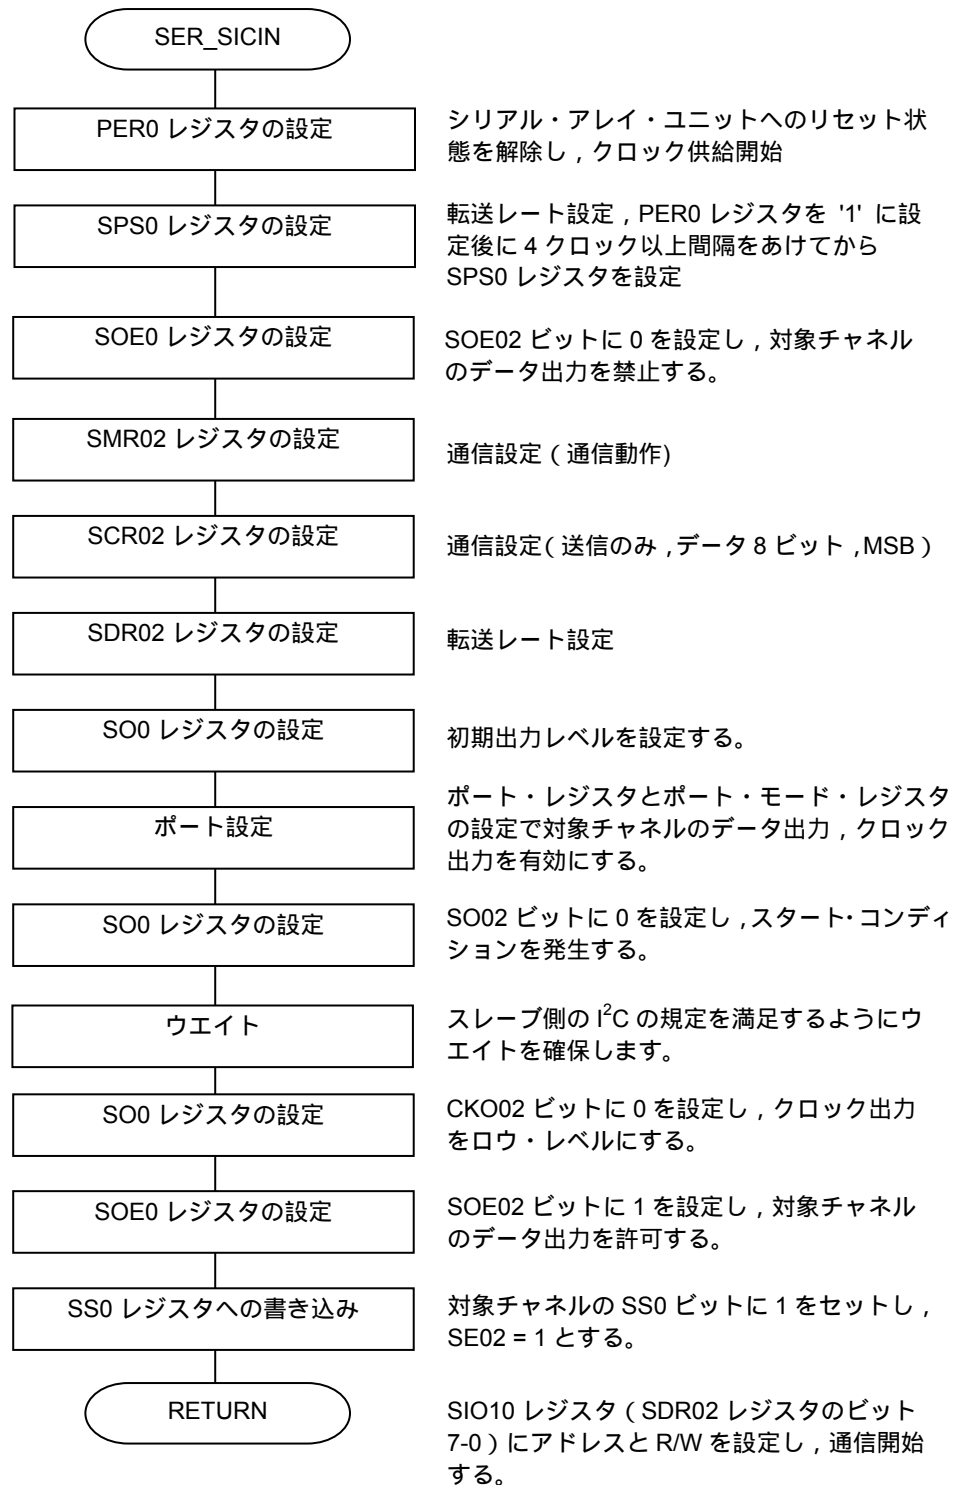 SER_SICIN
PER0 レジスタの設定
シリアル・アレイ・ユニットへのリセット状
態を解除し，クロック供給開始
SPS0 レジスタの設定
転送レート設定，PER0 レジスタを '1' に設
定後に 4 クロック以上間隔をあけてから
SPS0 レジスタを設定
SOE0 レジスタの設定
SOE02 ビットに 0 を設定し，対象チャネル
のデータ出力を禁止する。
SMR02 レジスタの設定
通信設定（通信動作)
SCR02 レジスタの設定
通信設定（送信のみ，データ 8 ビット，MSB）
SDR02 レジスタの設定
転送レート設定
SO0 レジスタの設定
初期出力レベルを設定する。
ポート設定
ポート・レジスタとポート・モード・レジスタ
の設定で対象チャネルのデータ出力，クロック
出力を有効にする。
SO0 レジスタの設定
SO02 ビットに 0 を設定し，スタート・コンディ
ションを発生する。
ウエイト
スレーブ側の I²C の規定を満足するようにウ
エイトを確保します。
SO0 レジスタの設定
CKO02 ビットに 0 を設定し，クロック出力
をロウ・レベルにする。
SOE0 レジスタの設定
SOE02 ビットに 1 を設定し，対象チャネル
のデータ出力を許可する。
SS0 レジスタへの書き込み
対象チャネルの SS0 ビットに 1 をセットし，
SE02 = 1 とする。
RETURN
SIO10 レジスタ（SDR02 レジスタのビット
7-0）にアドレスと R/W を設定し，通信開始
する。